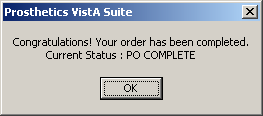 Prosthetics VistA Suite
Congratulations! Your order has been completed.
Current Status : PO COMPLETE
OK